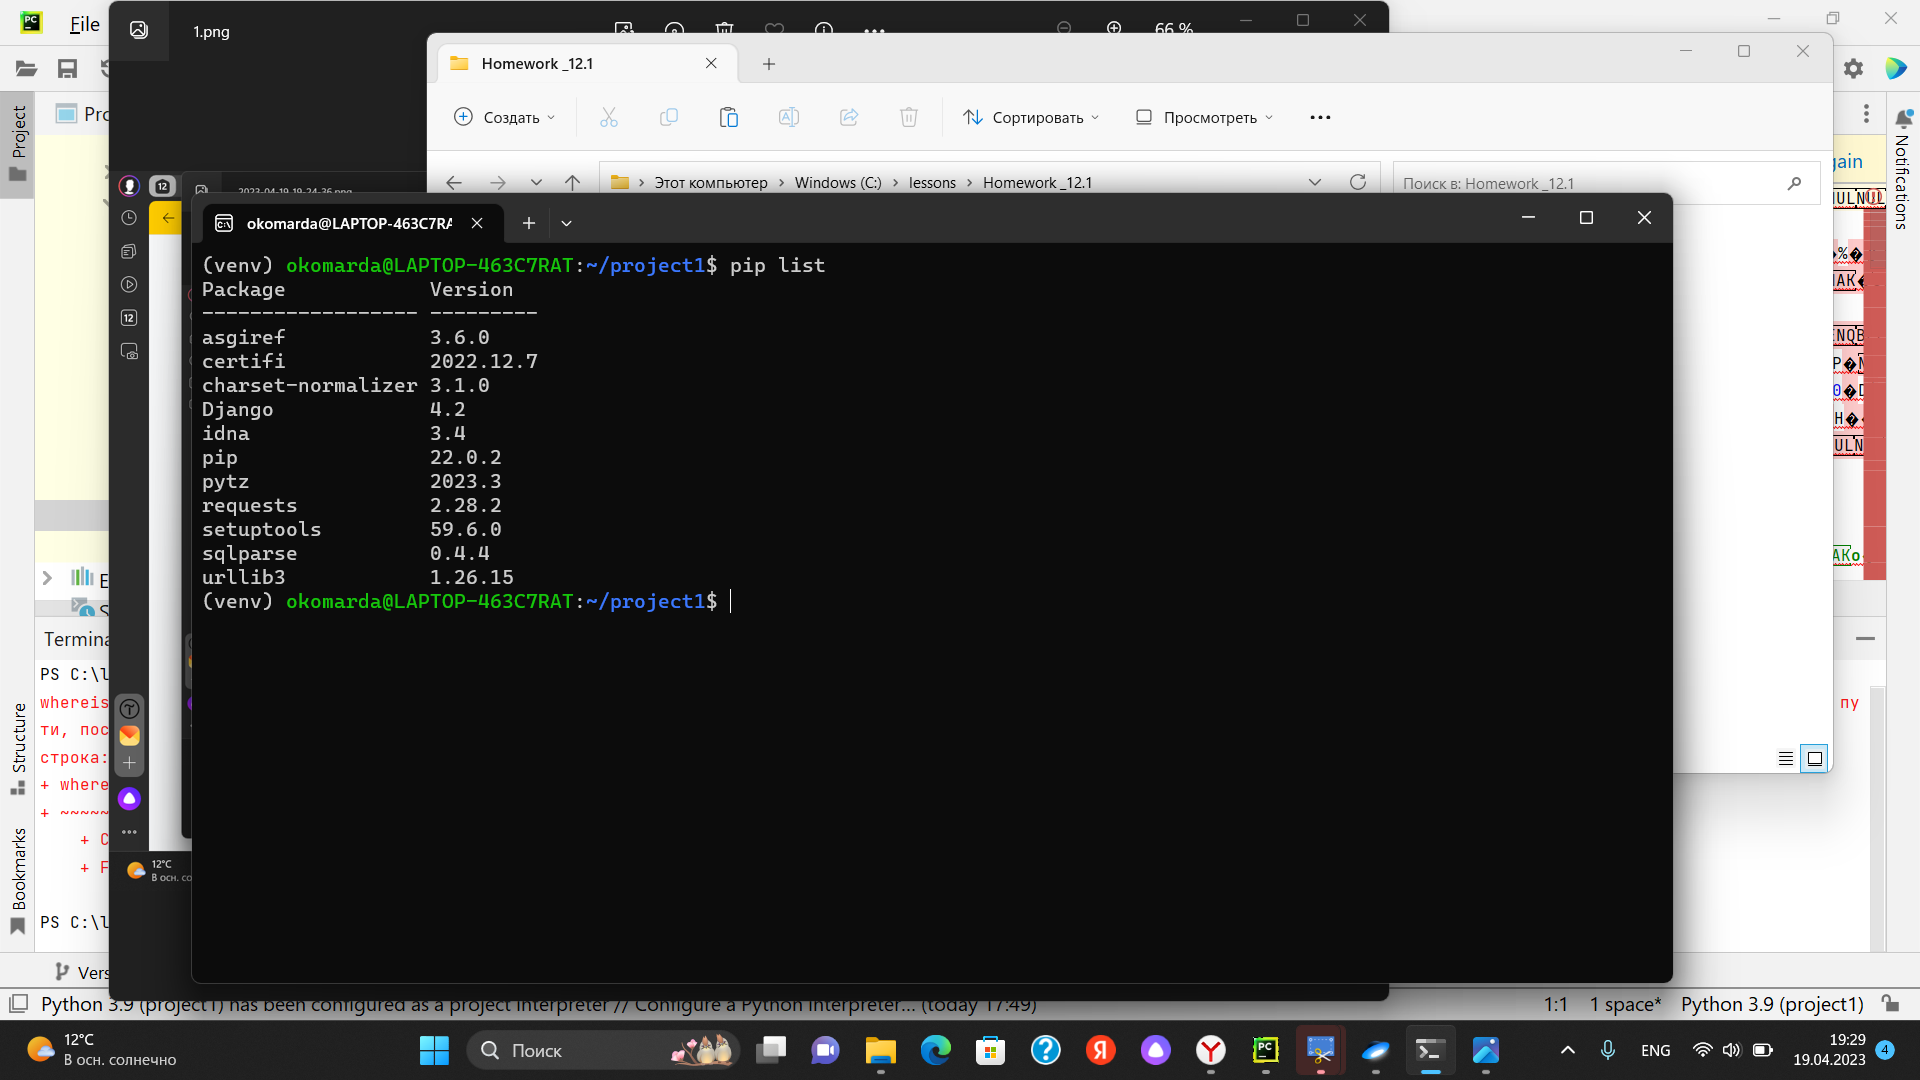 File
1.png
66 %
Homework _12.1
Создать
Сортировать
Просмотреть
Этот компьютер
Windows (C:)
lessons
Homework _12.1
Поиск в: Homework _12.1
gain
Notifications
Project
Structure
Bookmarks
okomarda@LAPTOP-463C7RA
(venv) okomarda@LAPTOP-463C7RAT:~/project1$ pip list
Package Version
------------------ ---------
asgiref 3.6.0
certifi 2022.12.7
charset-normalizer 3.1.0
Django 4.2
idna 3.4
pip 22.0.2
pytz 2023.3
requests 2.28.2
setuptools 59.6.0
sqlparse 0.4.4
urllib3 1.26.15
(venv) okomarda@LAPTOP-463C7RAT:~/project1$
Termina
PS C:\l
whereis
пу
ти, пос
строка:
+ where
+ ~~~~~
+ C
+ F
PS C:\l
12°C
В осн. со
Vers
Python 3.9 (project1) has been configured as a project interpreter // Configure a Python interpreter... (today 17:49)
1:1
1 space*
Python 3.9 (project1)
12°C
В осн. солнечно
Поиск
ENG
19:29
19.04.2023
4